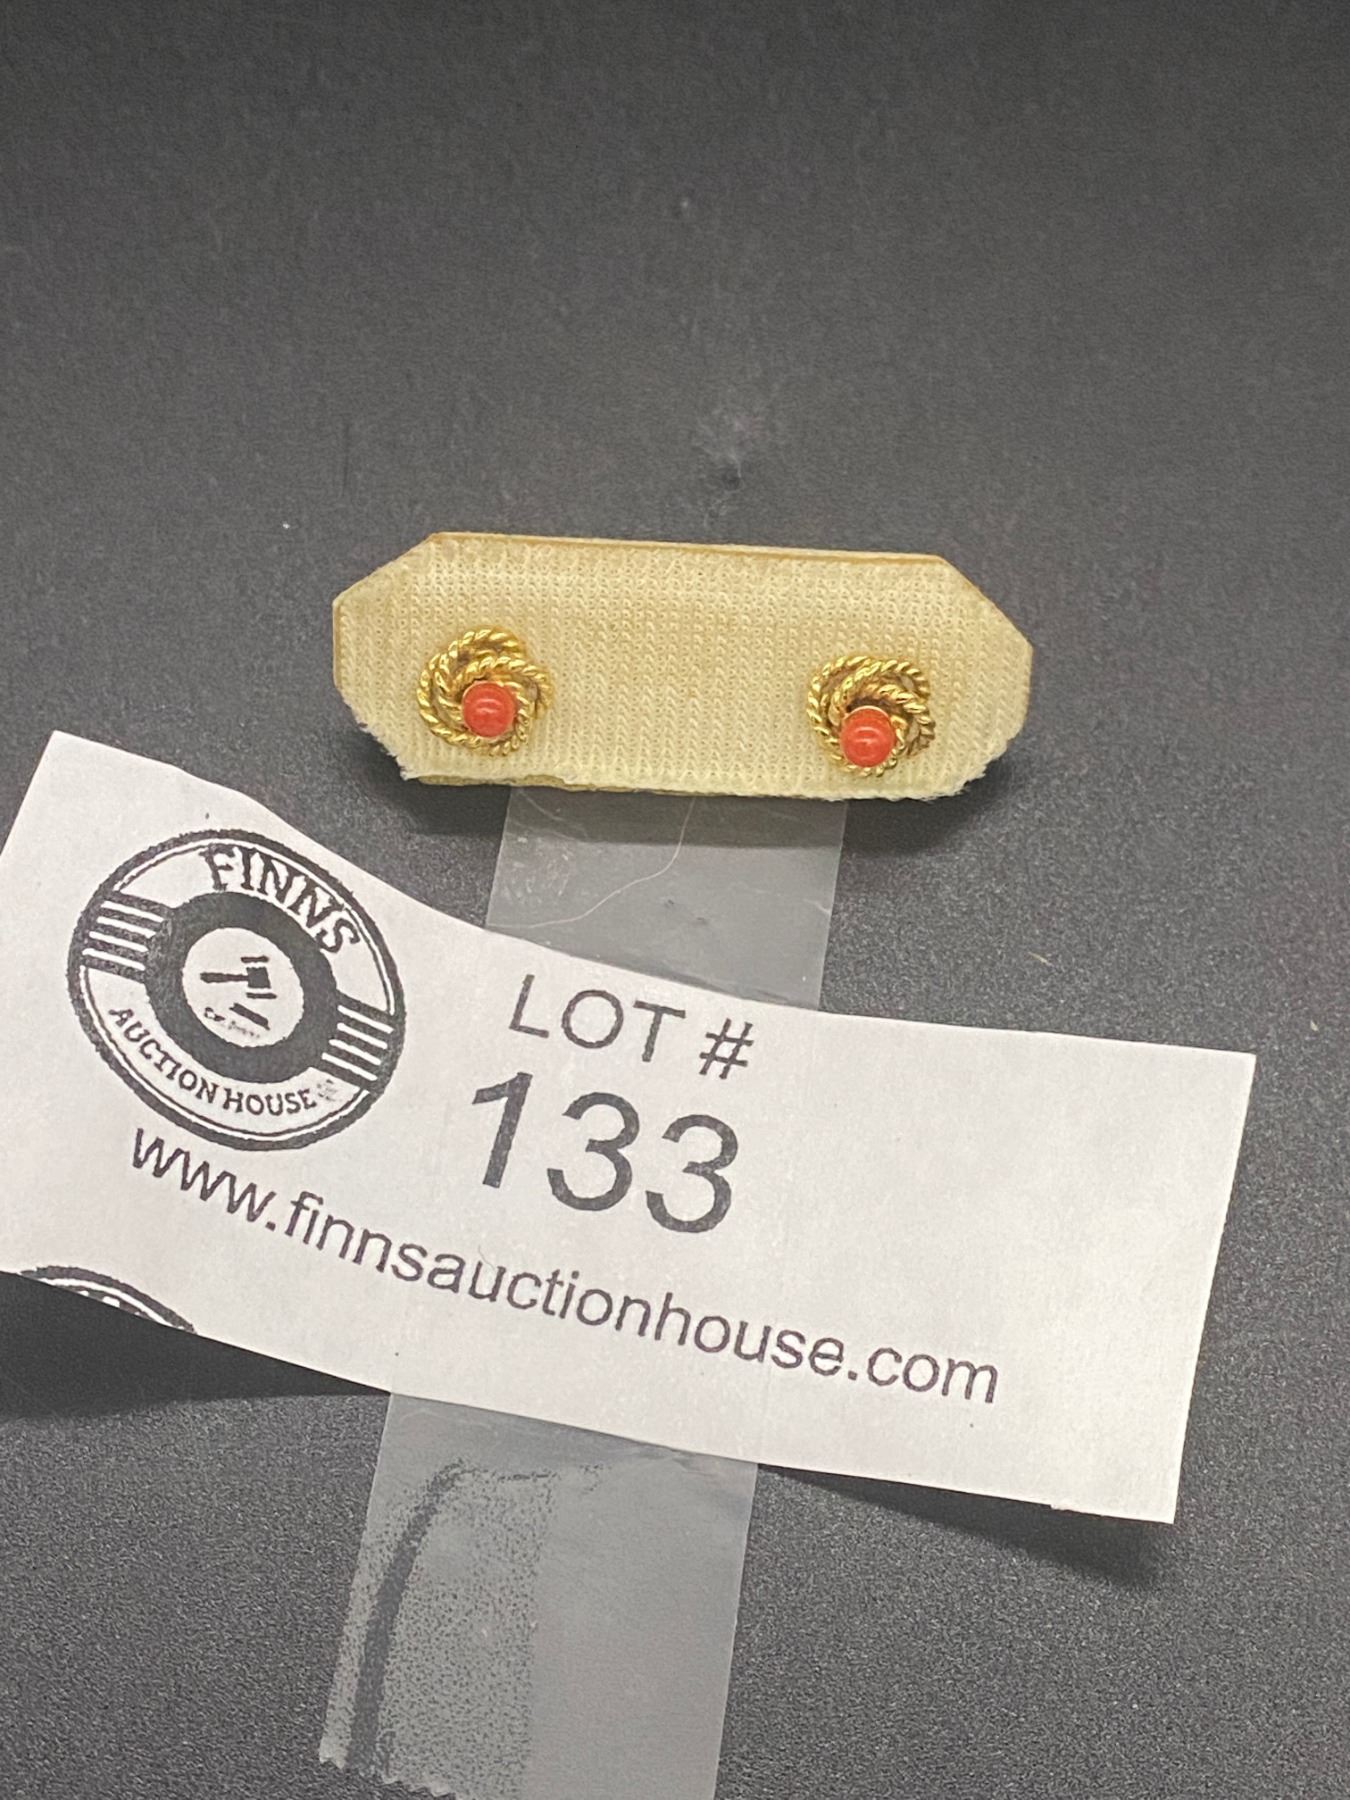 FINNS
AUCTION HOUSE
LOT #
133
www.finnsauctionhouse.com